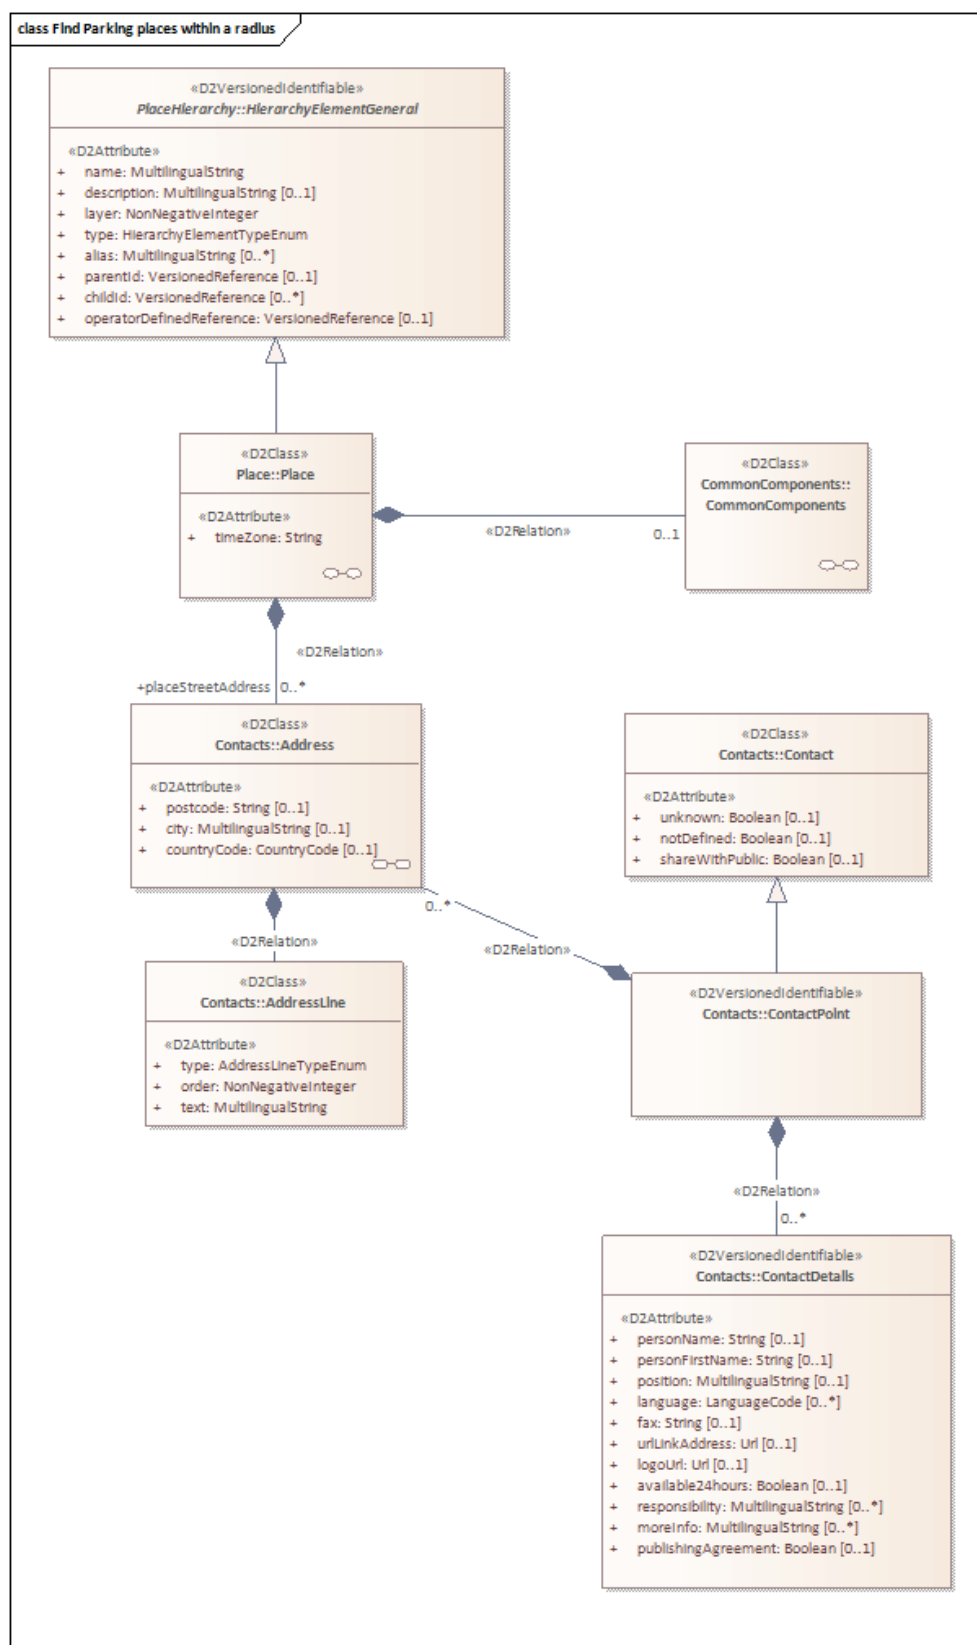 class Find Parking places within a radius
«D2VersionedIdentifiable»
PlaceHierarchy::HierarchyElementGeneral
«D2Attribute»
+ name: MultilingualString
+ description: MultilingualString [0..1]
+ layer: NonNegativeInteger
+ type: HierarchyElementTypeEnum
+ alias: MultilingualString [0..*]
+ parentId: VersionedReference [0..1]
+ childId: VersionedReference [0..*]
+ operatorDefinedReference: VersionedReference [0..1]
«D2Class»
Place::Place
«D2Attribute»
+ timeZone: String
«D2Relation»
0..1
«D2Class»
CommonComponents::
CommonComponents
«D2Relation»
+placeStreetAddress 0..*
«D2Class»
Contacts::Address
«D2Attribute»
+ postcode: String [0..1]
+ city: MultilingualString [0..1]
+ countryCode: CountryCode [0..1]
«D2Class»
Contacts::Contact
«D2Attribute»
+ unknown: Boolean [0..1]
+ notDefined: Boolean [0..1]
+ shareWithPublic: Boolean [0..1]
0..*
«D2Relation»
«D2Relation»
«D2Class»
Contacts::AddressLine
«D2Attribute»
+ type: AddressLineTypeEnum
+ order: NonNegativeInteger
+ text: MultilingualString
«D2VersionedIdentifiable»
Contacts::ContactPoint
«D2Relation»
0..*
«D2VersionedIdentifiable»
Contacts::ContactDetails
«D2Attribute»
+ personName: String [0..1]
+ personFirstName: String [0..1]
+ position: MultilingualString [0..1]
+ language: LanguageCode [0..*]
+ fax: String [0..1]
+ urlLinkAddress: Url [0..1]
+ logoUrl: Url [0..1]
+ available24hours: Boolean [0..1]
+ responsibility: MultilingualString [0..*]
+ moreInfo: MultilingualString [0..*]
+ publishingAgreement: Boolean [0..1]